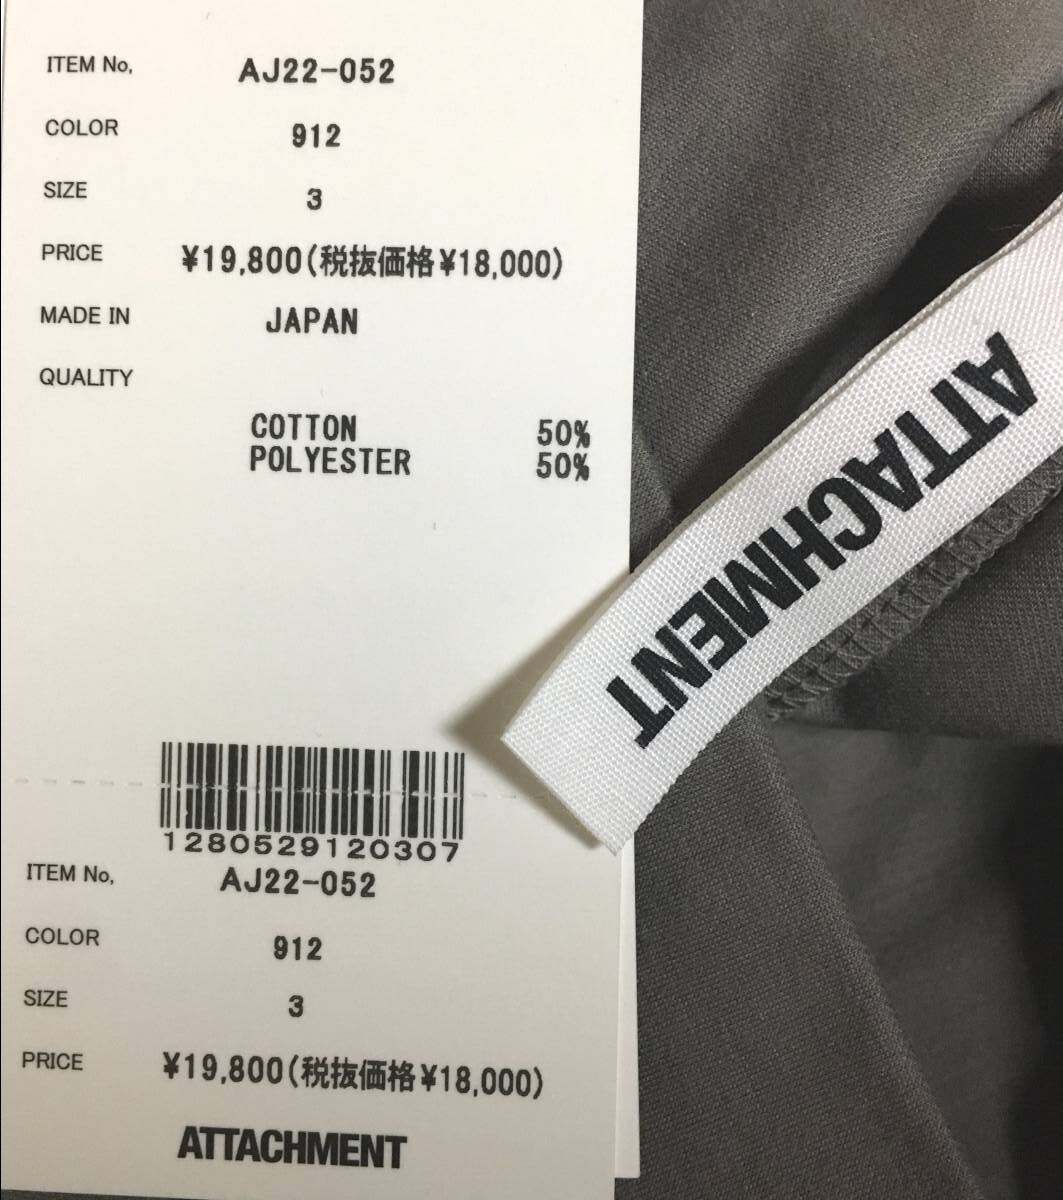 ITEM No, AJ22-052
COLOR 912
SIZE 3
PRICE ¥19,800(税抜価格¥18,000)
MADE IN JAPAN
QUALITY
COTTON 50%
POLYESTER 50%
ATTACHMENT
1280529120307
ITEM No, AJ22-052
COLOR 912
SIZE 3
PRICE ¥19,800(税抜価格¥18,000)
ATTACHMENT